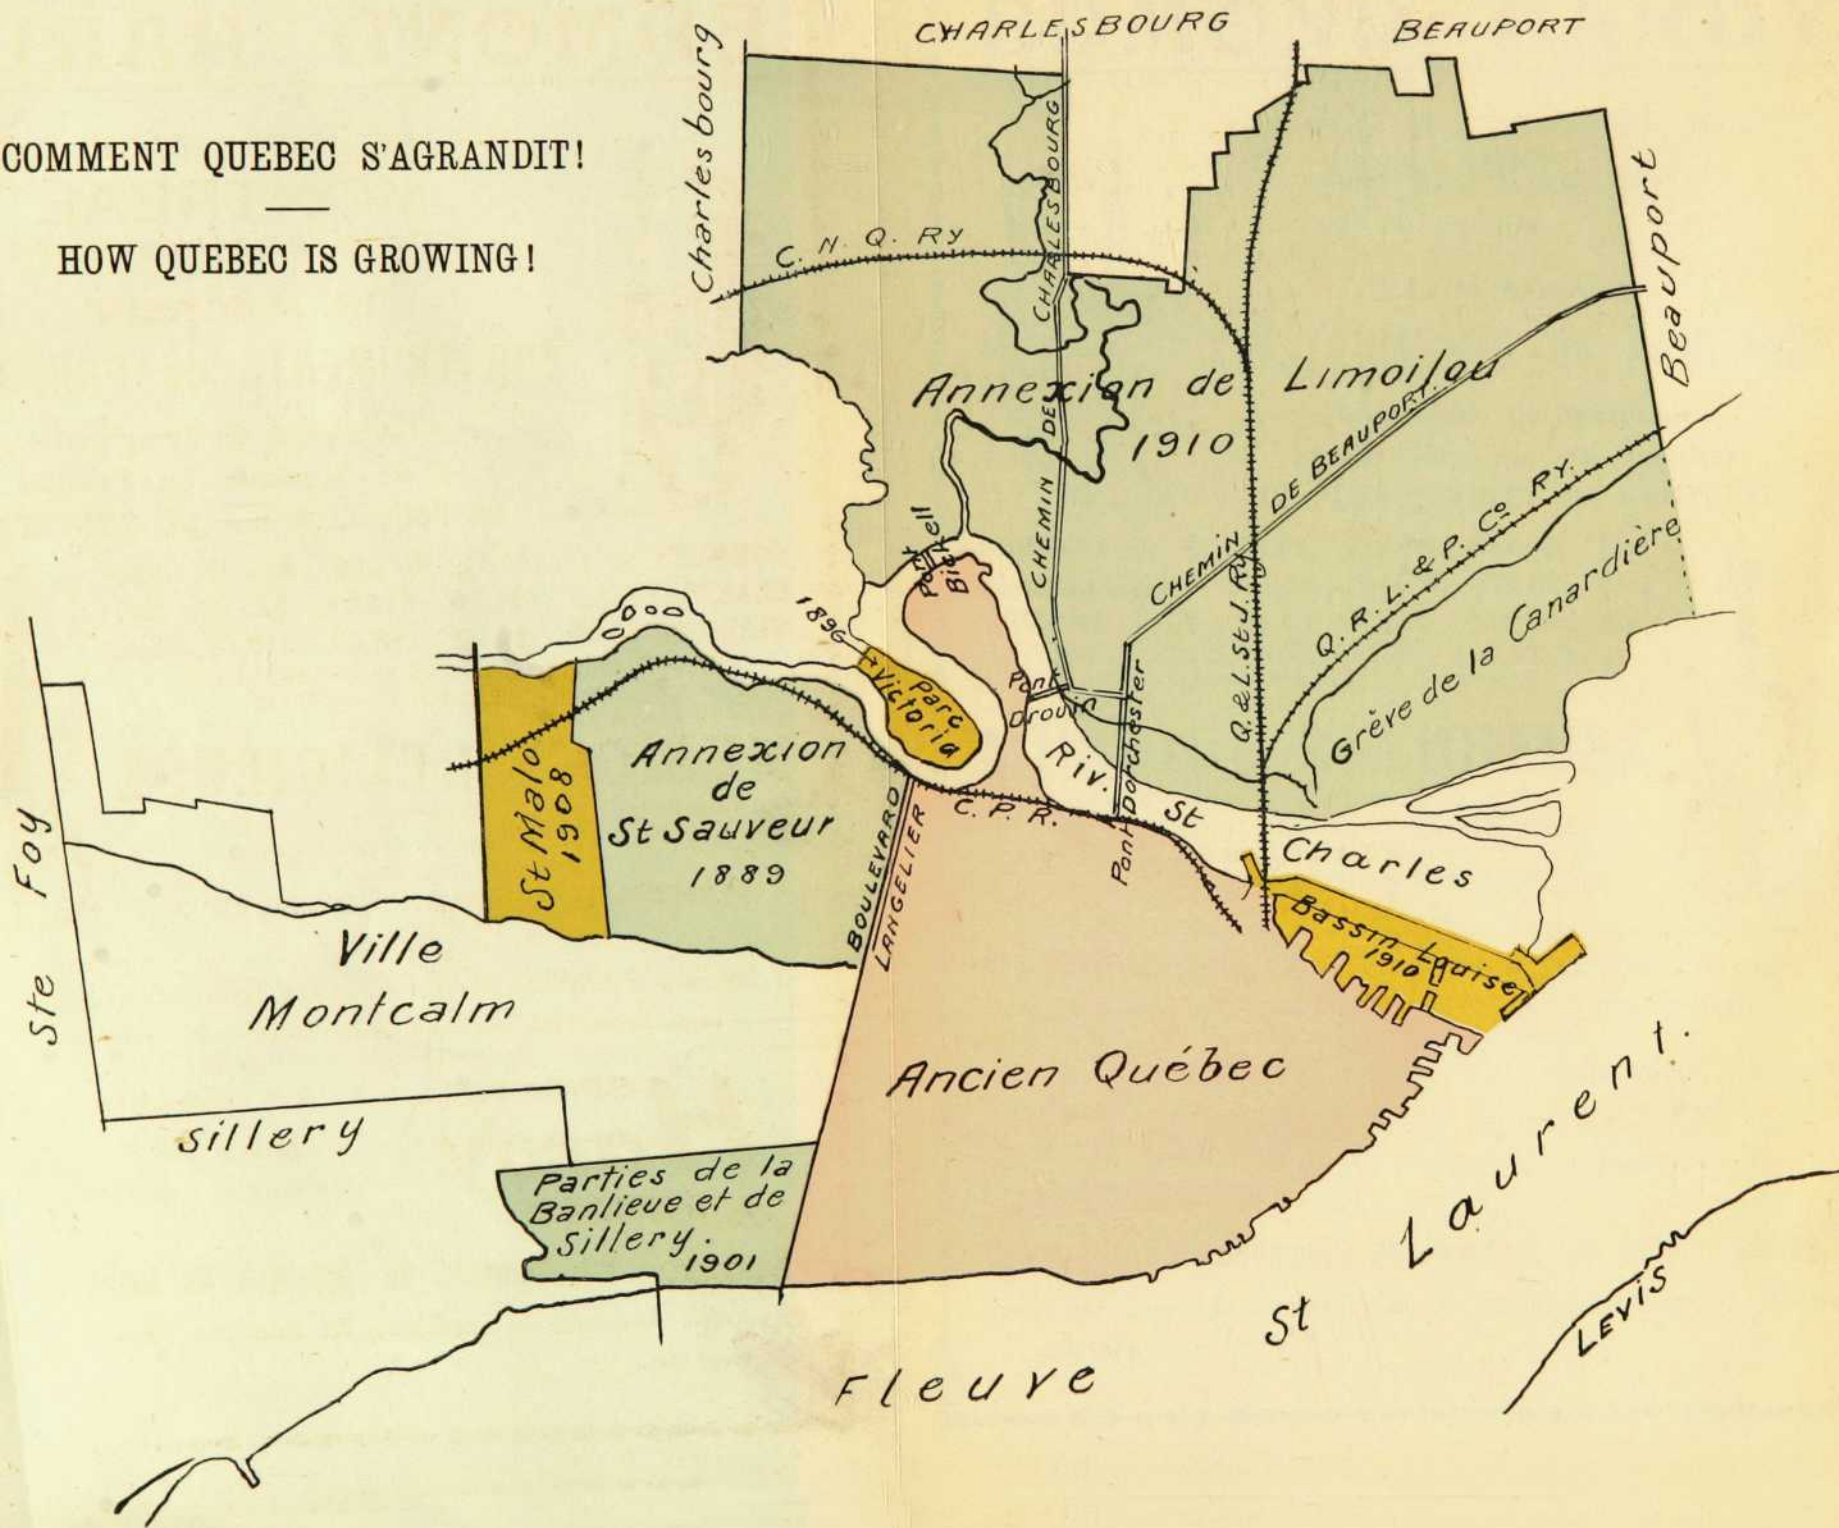 COMMENT QUEBEC S'AGRANDIT!
HOW QUEBEC IS GROWING!
CHARLESBOURG
BEAUPORT
Charlesbourg
Beauport
C. N. Q. RY
CHEMIN DE CHARLESBOURG
Annexion de Limoilou
1910
CHEMIN DE BEAUPORT
Q. R. L. & P. Co RY.
Q. & L. St J. Ry
Grève de la Canardière
Pont
Bickell
1896
Parc
Victoria
Pont
Drouin
Pont Dorchester
Riv. St Charles
St Malo
1908
Annexion
de
St Sauveur
1889
BOULEVARD
LANGELIER
C. P. R.
Bassin Louise
1910
Ste Foy
Ville
Montcalm
Sillery
Ancien Québec
Parties de la
Banlieue et de
Sillery.
1901
Fleuve St Laurent.
LEVIS